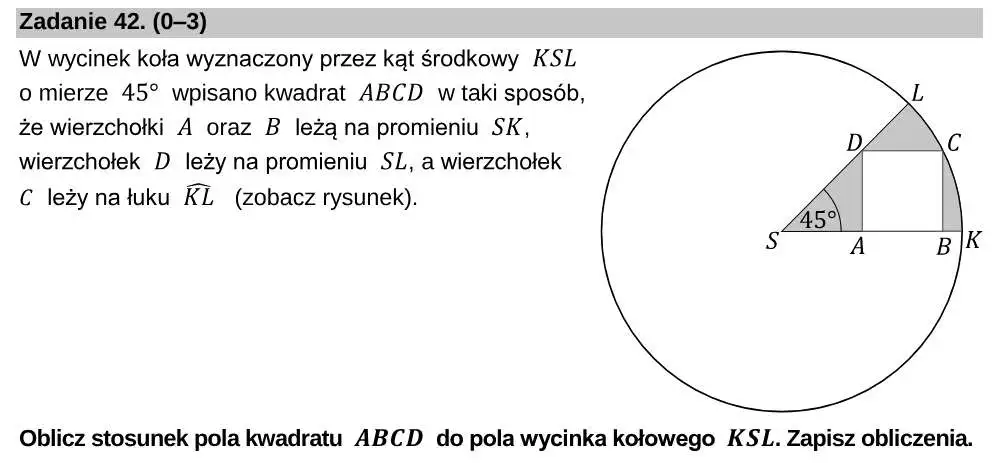 Zadanie 42. (0–3)
W wycinek koła wyznaczony przez kąt środkowy KSL
o mierze 45° wpisano kwadrat ABCD w taki sposób,
że wierzchołki A oraz B leżą na promieniu SK,
wierzchołek D leży na promieniu SL, a wierzchołek
C leży na łuku K͡L (zobacz rysunek).
L
D C
45°
S A B K
Oblicz stosunek pola kwadratu ABCD do pola wycinka kołowego KSL. Zapisz obliczenia.